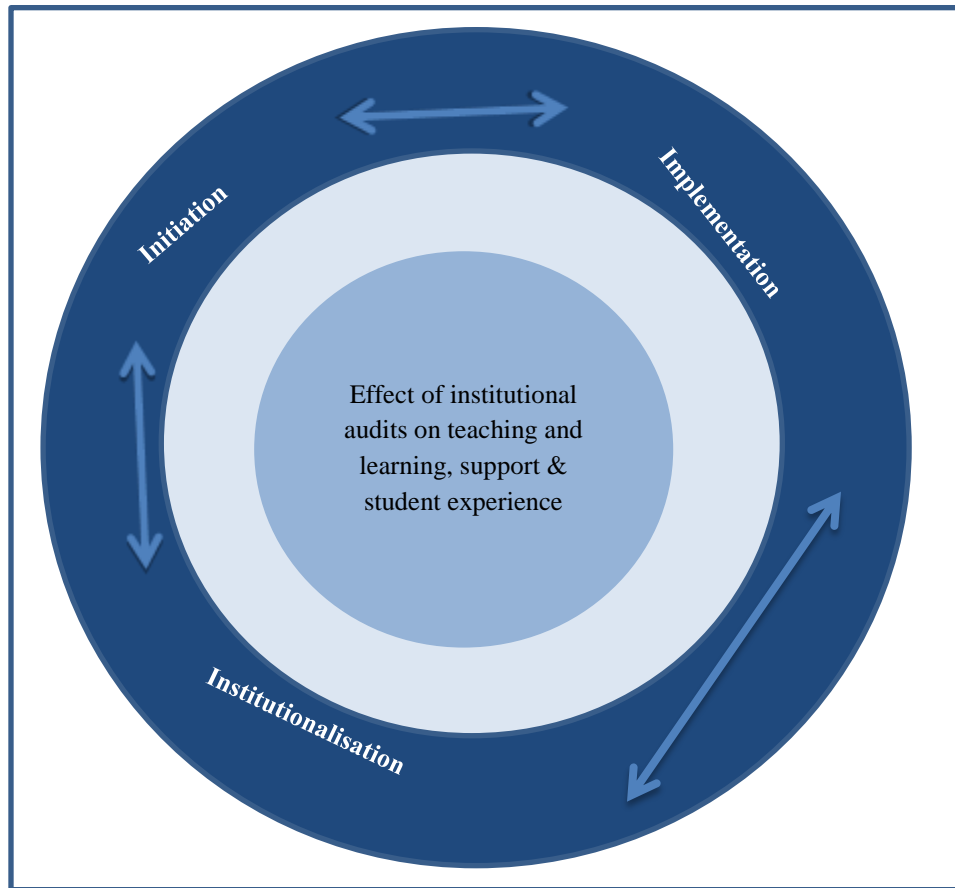 Initiation
Implementation
Effect of institutional
audits on teaching and
learning, support &
student experience
Institutionalisation